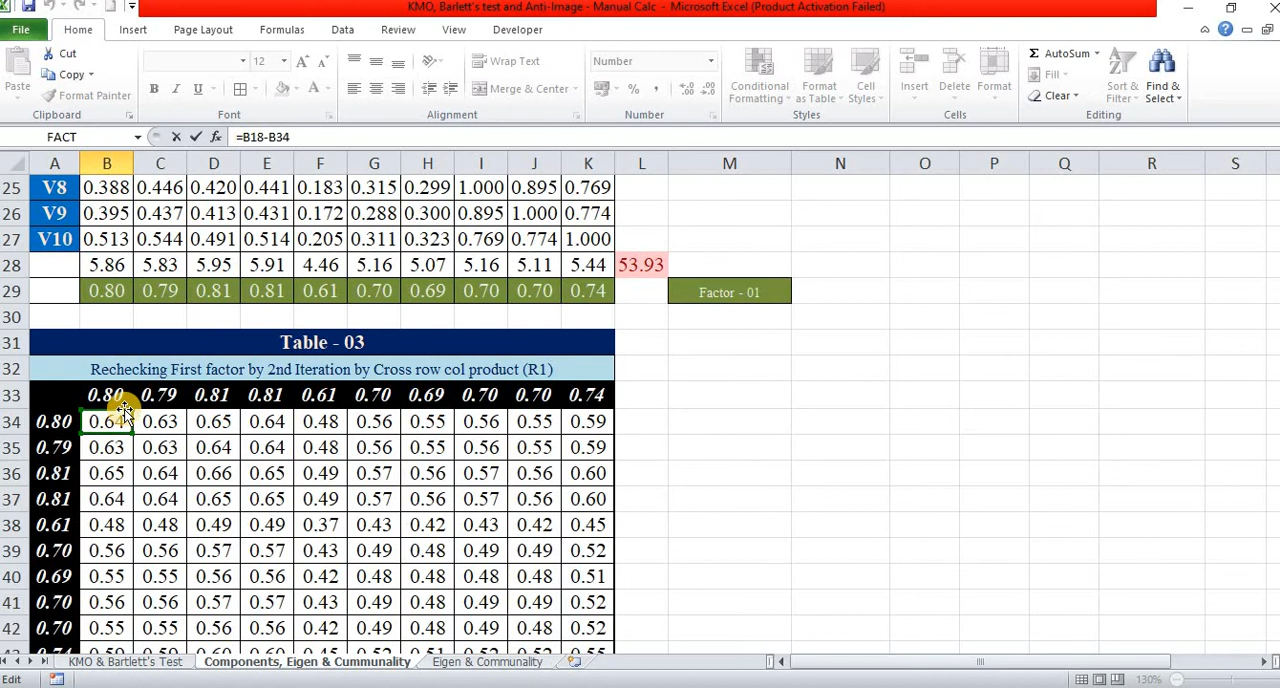 KMO, Barlett's test and Anti-Image - Manual Calc - Microsoft Excel (Product Activation Failed)
File Home Insert Page Layout Formulas Data Review View Developer
Paste Cut Copy Format Painter Clipboard
12 A A B I U A Font
Wrap Text Merge & Center Alignment
Number % , .00 Number
Conditional Formatting Format as Table Cell Styles Styles
Insert Delete Format Cells
Σ AutoSum Fill Clear Sort & Filter Find & Select Editing
FACT fx =B18-B34
A B C D E F G H I J K L M N O P Q R S
25 V8 0.388 0.446 0.420 0.441 0.183 0.315 0.299 1.000 0.895 0.769
26 V9 0.395 0.437 0.413 0.431 0.172 0.288 0.300 0.895 1.000 0.774
27 V10 0.513 0.544 0.491 0.514 0.205 0.311 0.323 0.769 0.774 1.000
28 5.86 5.83 5.95 5.91 4.46 5.16 5.07 5.16 5.11 5.44 53.93
29 0.80 0.79 0.81 0.81 0.61 0.70 0.69 0.70 0.70 0.74 Factor - 01
30
31 Table - 03
32 Rechecking First factor by 2nd Iteration by Cross row col product (R1)
33 0.80 0.79 0.81 0.81 0.61 0.70 0.69 0.70 0.70 0.74
34 0.80 0.64 0.63 0.65 0.64 0.48 0.56 0.55 0.56 0.55 0.59
35 0.79 0.63 0.63 0.64 0.64 0.48 0.56 0.55 0.56 0.55 0.59
36 0.81 0.65 0.64 0.66 0.65 0.49 0.57 0.56 0.57 0.56 0.60
37 0.81 0.64 0.64 0.65 0.65 0.49 0.57 0.56 0.57 0.56 0.60
38 0.61 0.48 0.48 0.49 0.49 0.37 0.43 0.42 0.43 0.42 0.45
39 0.70 0.56 0.56 0.57 0.57 0.43 0.49 0.48 0.49 0.49 0.52
40 0.69 0.55 0.55 0.56 0.56 0.42 0.48 0.48 0.48 0.48 0.51
41 0.70 0.56 0.56 0.57 0.57 0.43 0.49 0.48 0.49 0.49 0.52
42 0.70 0.55 0.55 0.56 0.56 0.42 0.49 0.48 0.49 0.48 0.52
KMO & Bartlett's Test Components, Eigen & Cummunality Eigen & Communality
Edit 130%